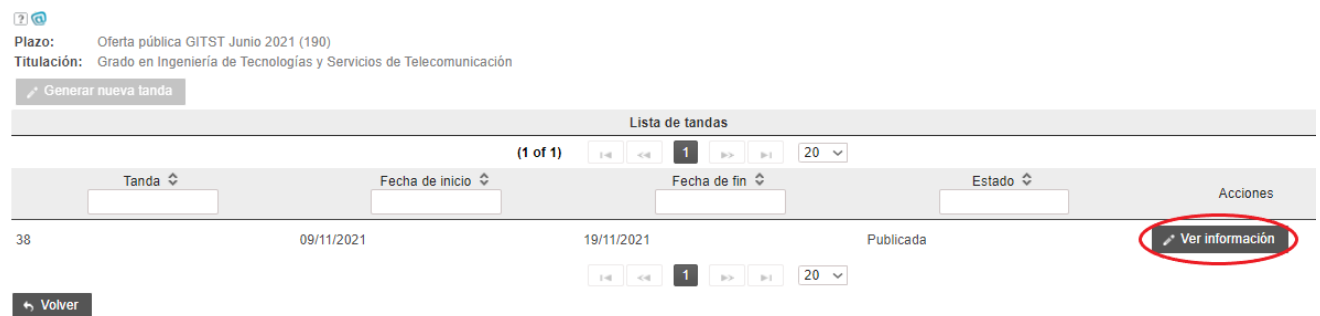 ?
Plazo: Oferta pública GITST Junio 2021 (190)
Titulación: Grado en Ingeniería de Tecnologías y Servicios de Telecomunicación
Generar nueva tanda
Lista de tandas
(1 of 1) 1 20
Tanda Fecha de inicio Fecha de fin Estado Acciones
38 09/11/2021 19/11/2021 Publicada Ver información
1 20
Volver